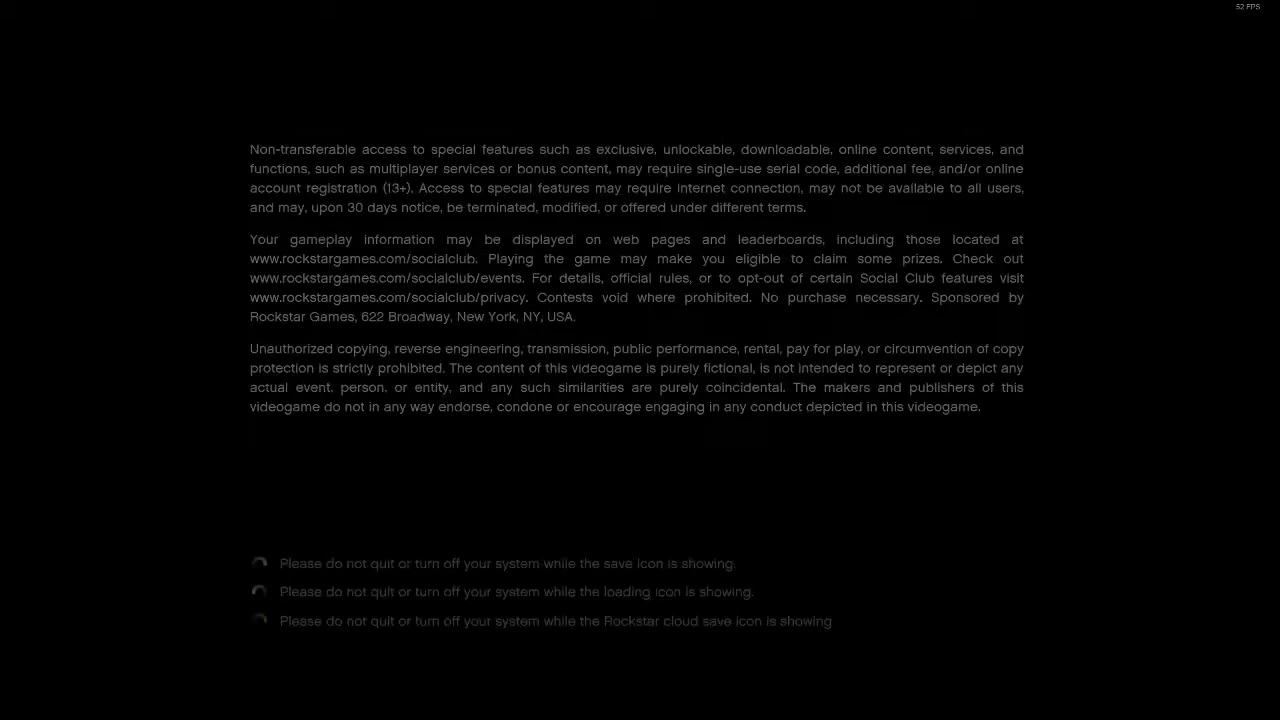 52 FPS
Non-transferable access to special features such as exclusive, unlockable, downloadable, online content, services, and
functions, such as multiplayer services or bonus content, may require single-use serial code, additional fee, and/or online
account registration (13+). Access to special features may require internet connection, may not be available to all users,
and may, upon 30 days notice, be terminated, modified, or offered under different terms.
Your gameplay information may be displayed on web pages and leaderboards, including those located at
www.rockstargames.com/socialclub. Playing the game may make you eligible to claim some prizes. Check out
www.rockstargames.com/socialclub/events. For details, official rules, or to opt-out of certain Social Club features visit
www.rockstargames.com/socialclub/privacy. Contests void where prohibited. No purchase necessary. Sponsored by
Rockstar Games, 622 Broadway, New York, NY, USA.
Unauthorized copying, reverse engineering, transmission, public performance, rental, pay for play, or circumvention of copy
protection is strictly prohibited. The content of this videogame is purely fictional, is not intended to represent or depict any
actual event, person, or entity, and any such similarities are purely coincidental. The makers and publishers of this
videogame do not in any way endorse, condone or encourage engaging in any conduct depicted in this videogame.
Please do not quit or turn off your system while the save icon is showing.
Please do not quit or turn off your system while the loading icon is showing.
Please do not quit or turn off your system while the Rockstar cloud save icon is showing